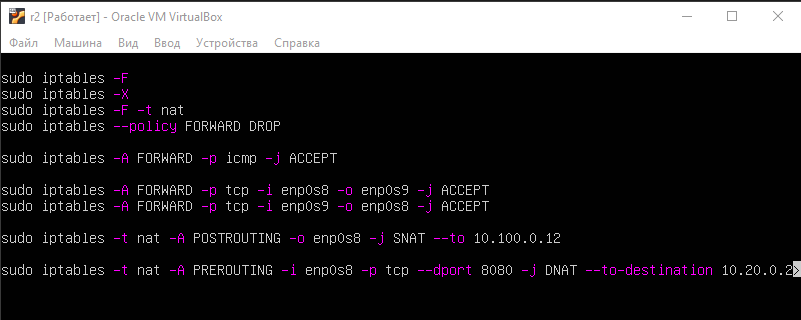 r2 [Работает] - Oracle VM VirtualBox
Файл Машина Вид Ввод Устройства Справка
sudo iptables -F
sudo iptables -X
sudo iptables -F -t nat
sudo iptables --policy FORWARD DROP
sudo iptables -A FORWARD -p icmp -j ACCEPT
sudo iptables -A FORWARD -p tcp -i enp0s8 -o enp0s9 -j ACCEPT
sudo iptables -A FORWARD -p tcp -i enp0s9 -o enp0s8 -j ACCEPT
sudo iptables -t nat -A POSTROUTING -o enp0s8 -j SNAT --to 10.100.0.12
sudo iptables -t nat -A PREROUTING -i enp0s8 -p tcp --dport 8080 -j DNAT --to-destination 10.20.0.2>